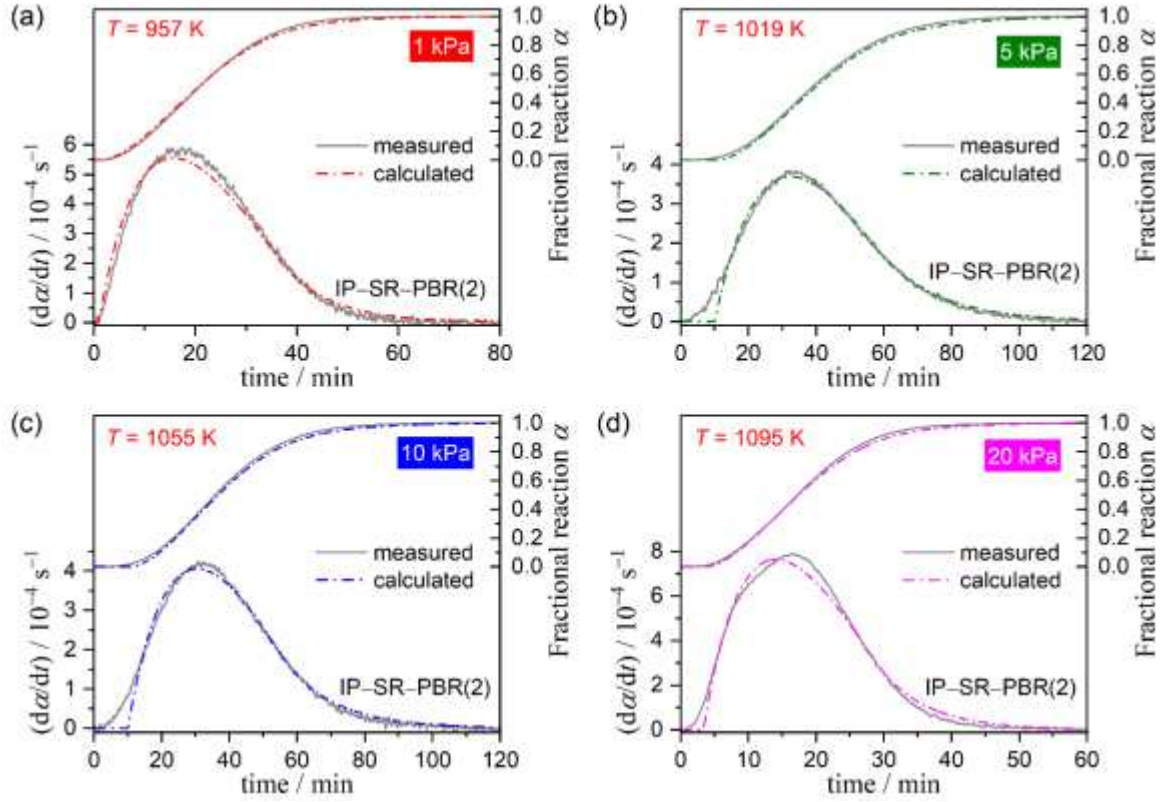 (a)
T = 957 K
1 kPa
measured
calculated
IP–SR–PBR(2)
(dα/dt) / 10⁻⁴ s⁻¹
6
5
4
3
2
1
0
Fractional reaction α
1.0
0.8
0.6
0.4
0.2
0.0
0 20 40 60 80
time / min
(b)
T = 1019 K
5 kPa
measured
calculated
IP–SR–PBR(2)
(dα/dt) / 10⁻⁴ s⁻¹
4
3
2
1
0
Fractional reaction α
1.0
0.8
0.6
0.4
0.2
0.0
0 20 40 60 80 100 120
time / min
(c)
T = 1055 K
10 kPa
measured
calculated
IP–SR–PBR(2)
(dα/dt) / 10⁻⁴ s⁻¹
4
3
2
1
0
Fractional reaction α
1.0
0.8
0.6
0.4
0.2
0.0
0 20 40 60 80 100 120
time / min
(d)
T = 1095 K
20 kPa
measured
calculated
IP–SR–PBR(2)
(dα/dt) / 10⁻⁴ s⁻¹
8
6
4
2
0
Fractional reaction α
1.0
0.8
0.6
0.4
0.2
0.0
0 10 20 30 40 50 60
time / min